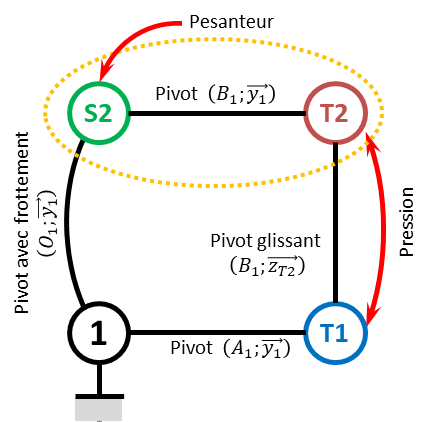 Pesanteur
Pivot (B₁; y₁→)
S2
T2
Pivot avec frottement
(O₁; y₁→)
Pivot glissant
(B₁; z_T2→)
Pression
1
T1
Pivot (A₁; y₁→)